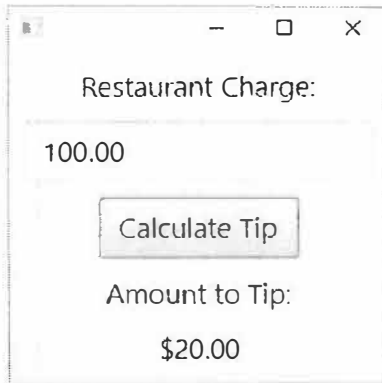 Restaurant Charge:
100.00
Calculate Tip
Amount to Tip:
$20.00